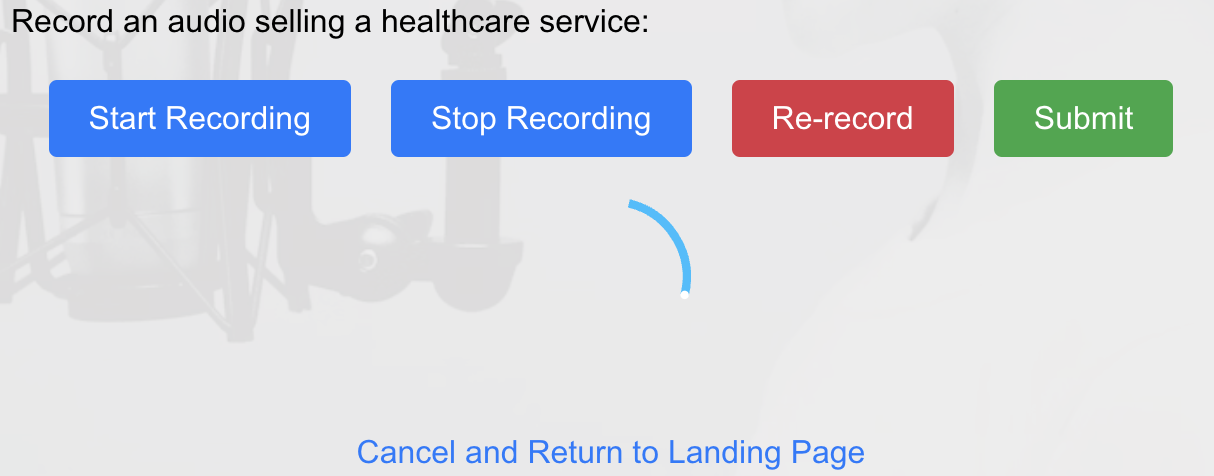 Record an audio selling a healthcare service:
Start Recording Stop Recording Re-record Submit
Cancel and Return to Landing Page